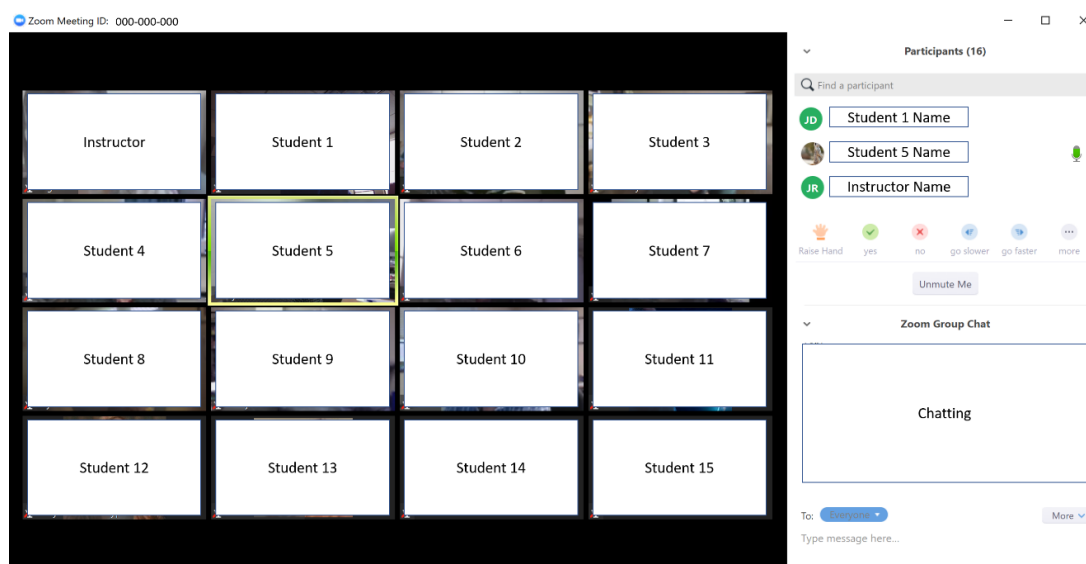 Zoom Meeting ID: 000-000-000
Participants (16)
Find a participant
JD Student 1 Name
Student 5 Name
JR Instructor Name
Raise Hand yes no go slower go faster more
Unmute Me
Zoom Group Chat
Chatting
To: Everyone More
Type message here...
Instructor Student 1 Student 2 Student 3
Student 4 Student 5 Student 6 Student 7
Student 8 Student 9 Student 10 Student 11
Student 12 Student 13 Student 14 Student 15